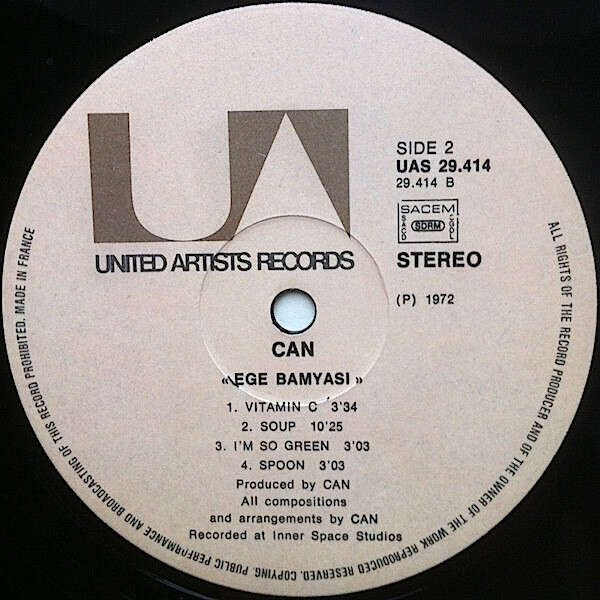 UA
UNITED ARTISTS RECORDS
SIDE 2
UAS 29.414
29.414 B
SACEM
SACD SDRM SGDL
STEREO
(P) 1972
CAN
« EGE BAMYASI »
1. VITAMIN C 3'34
2. SOUP 10'25
3. I'M SO GREEN 3'03
4. SPOON 3'03
Produced by CAN
All compositions
and arrangements by CAN
Recorded at Inner Space Studios
ALL RIGHTS OF THE RECORD PRODUCER AND OF THE OWNER OF THE WORK REPRODUCED RESERVED. COPYING, PUBLIC PERFORMANCE AND BROADCASTING OF THIS RECORD PROHIBITED. MADE IN FRANCE